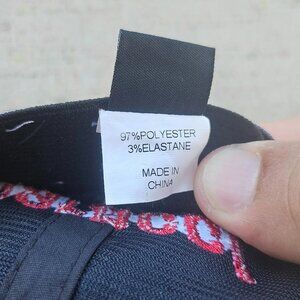 97%POLYESTER
3%ELASTANE
MADE IN
CHINA